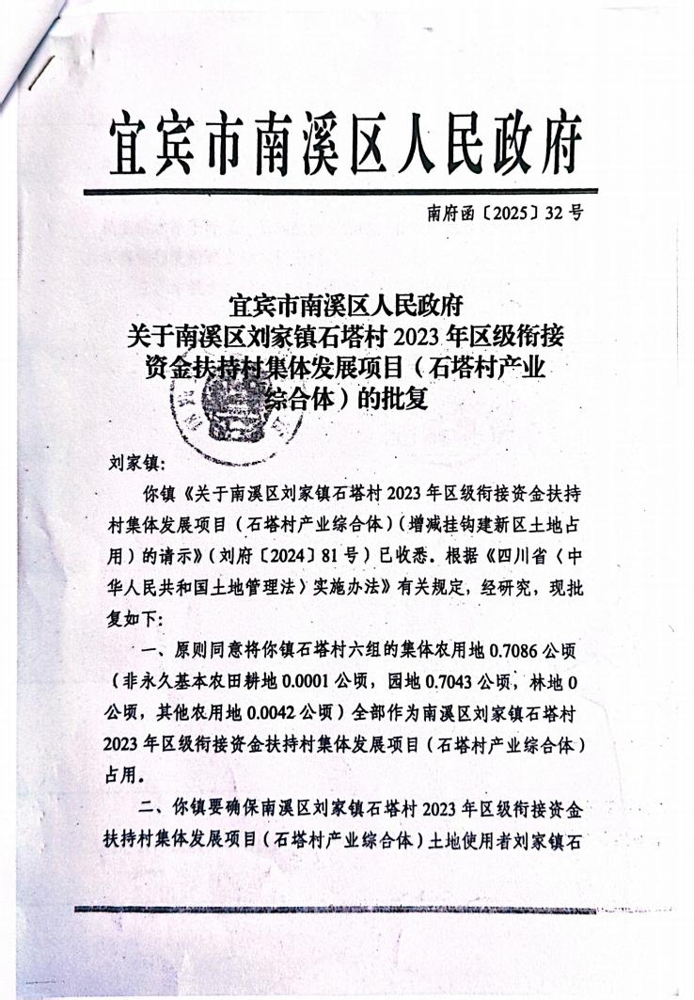 宜宾市南溪区人民政府
南府函〔2025〕32 号
宜宾市南溪区人民政府
关于南溪区刘家镇石塔村 2023 年区级衔接
资金扶持村集体发展项目（石塔村产业
综合体）的批复
刘家镇：
你镇《关于南溪区刘家镇石塔村 2023 年区级衔接资金扶持
村集体发展项目（石塔村产业综合体）（增减挂钩建新区土地占
用）的请示》（刘府〔2024〕81 号）已收悉。根据《四川省〈中
华人民共和国土地管理法〉实施办法》有关规定，经研究，现批
复如下：
一、原则同意将你镇石塔村六组的集体农用地 0.7086 公顷
（非永久基本农田耕地 0.0001 公顷，园地 0.7043 公顷，林地 0
公顷，其他农用地 0.0042 公顷）全部作为南溪区刘家镇石塔村
2023 年区级衔接资金扶持村集体发展项目（石塔村产业综合体）
占用。
二、你镇要确保南溪区刘家镇石塔村 2023 年区级衔接资金
扶持村集体发展项目（石塔村产业综合体）土地使用者刘家镇石